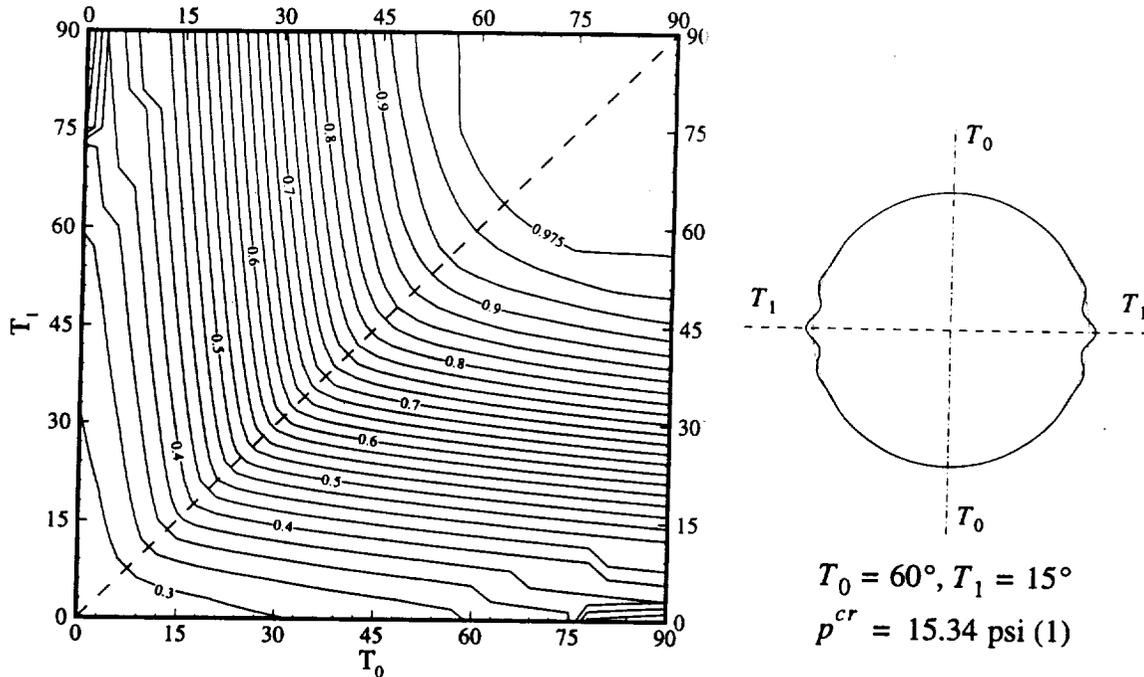 0 15 30 45 60 75 90
90 0.9 90
0.8
75 75
0.7
60 0.6 0.975 60
T₁
45 0.5 0.9 45
0.8
0.7
30 30
0.4 0.6
0.5
15 0.4 15
0.3
0 0
0 15 30 45 60 75 90
T₀
T₀
T₁ T₁
T₀
T₀ = 60°, T₁ = 15°
pᶜʳ = 15.34 psi (1)